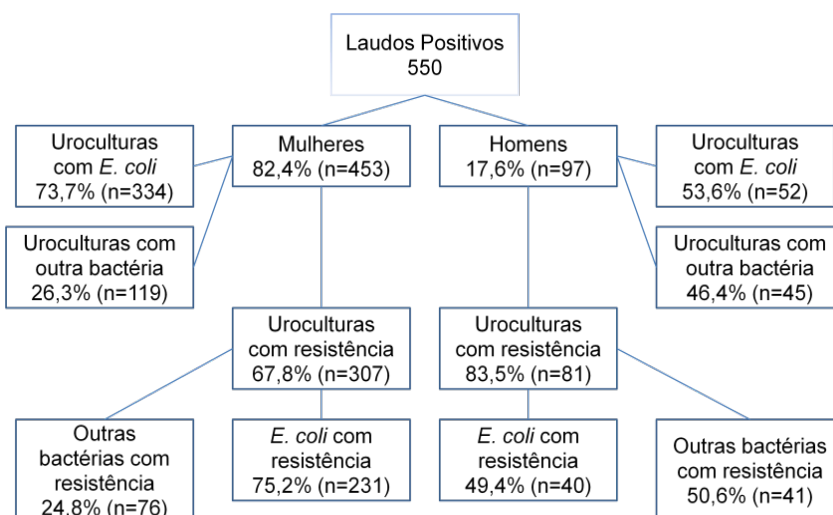 Laudos Positivos
550
Uroculturas
com E. coli
73,7% (n=334)
Mulheres
82,4% (n=453)
Homens
17,6% (n=97)
Uroculturas
com E. coli
53,6% (n=52)
Uroculturas com
outra bactéria
26,3% (n=119)
Uroculturas com
outra bactéria
46,4% (n=45)
Uroculturas
com resistência
67,8% (n=307)
Uroculturas
com resistência
83,5% (n=81)
Outras
bactérias com
resistência
24,8% (n=76)
E. coli com
resistência
75,2% (n=231)
E. coli com
resistência
49,4% (n=40)
Outras bactérias
com resistência
50,6% (n=41)